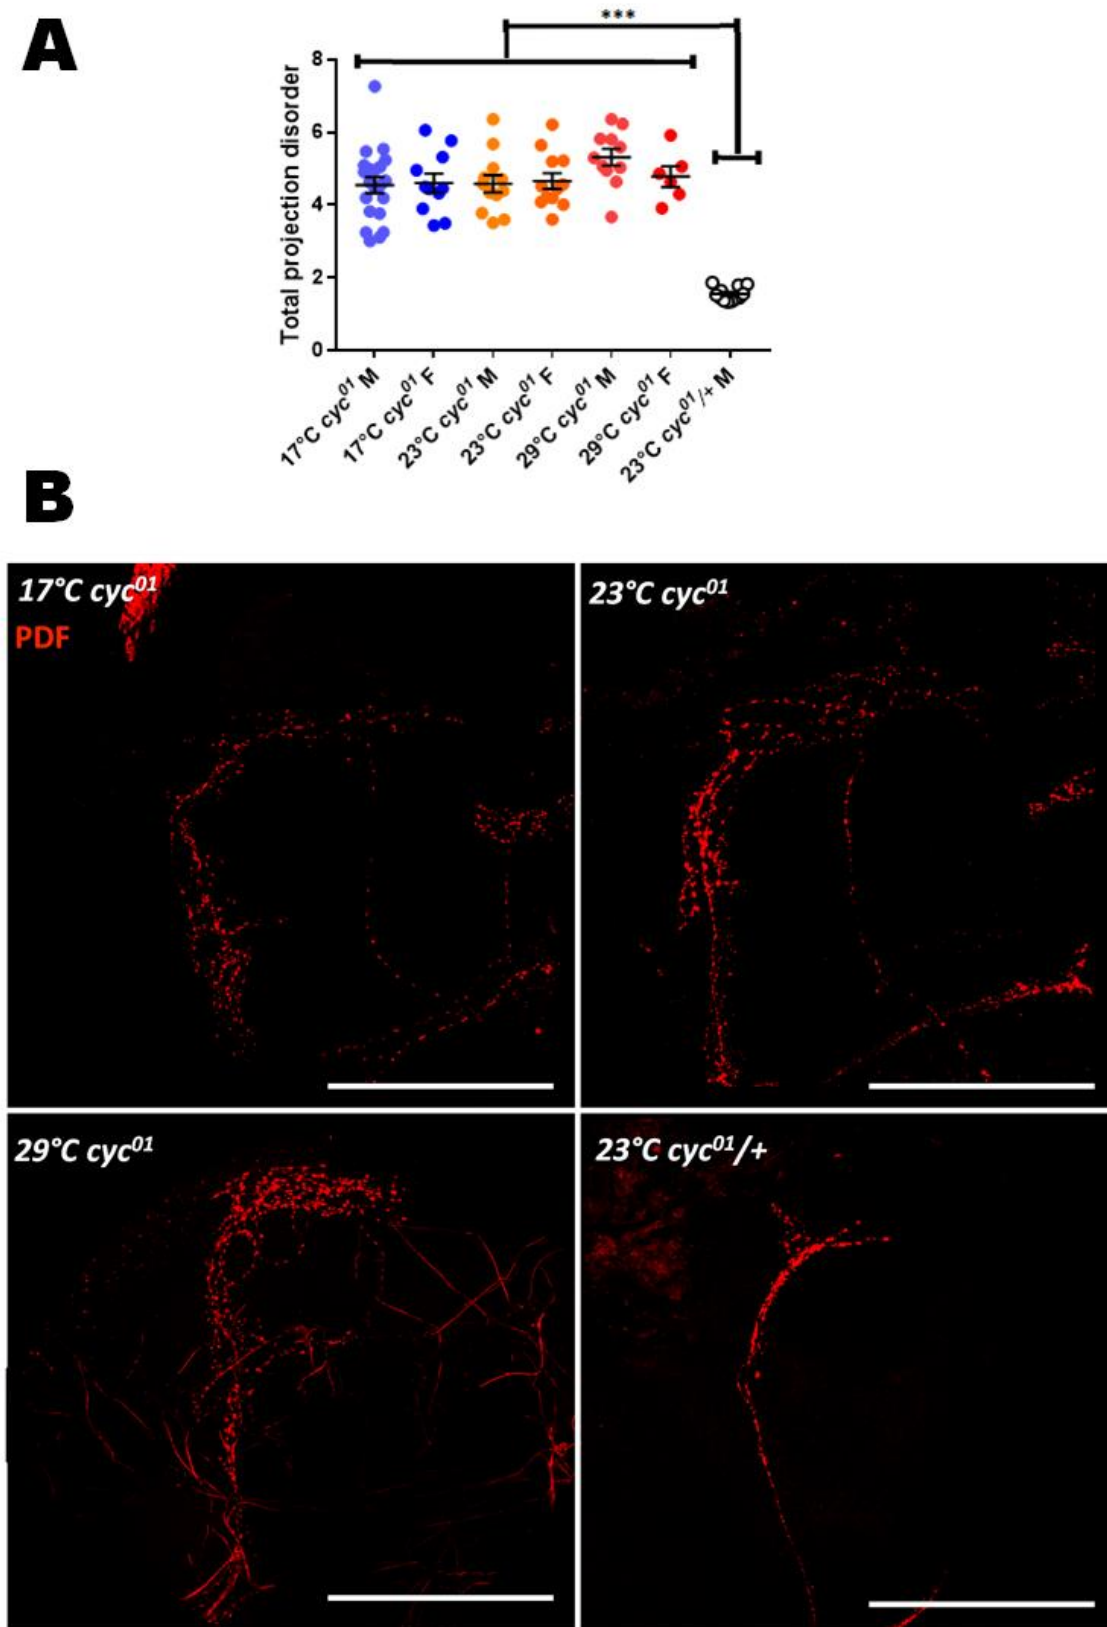 A
***
Total projection disorder
8
6
4
2
0
17°C cyc⁰¹ M
17°C cyc⁰¹ F
23°C cyc⁰¹ M
23°C cyc⁰¹ F
29°C cyc⁰¹ M
29°C cyc⁰¹ F
23°C cyc⁰¹/+ M
B
17°C cyc⁰¹
PDF
23°C cyc⁰¹
29°C cyc⁰¹
23°C cyc⁰¹/+